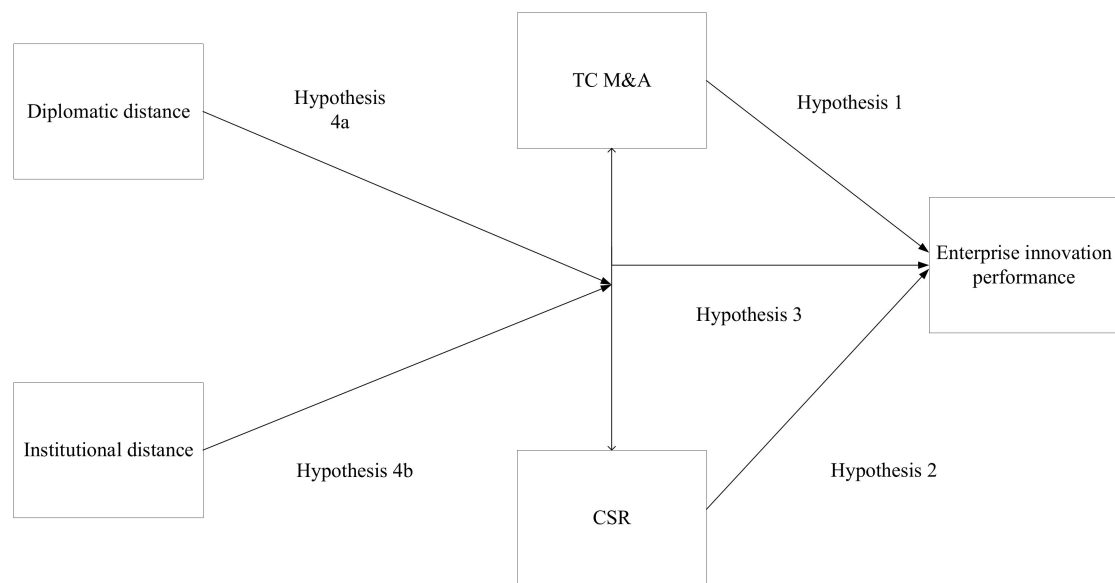 Diplomatic distance
Hypothesis
4a
TC M&A
Hypothesis 1
Enterprise innovation
performance
Hypothesis 3
Institutional distance
Hypothesis 4b
CSR
Hypothesis 2